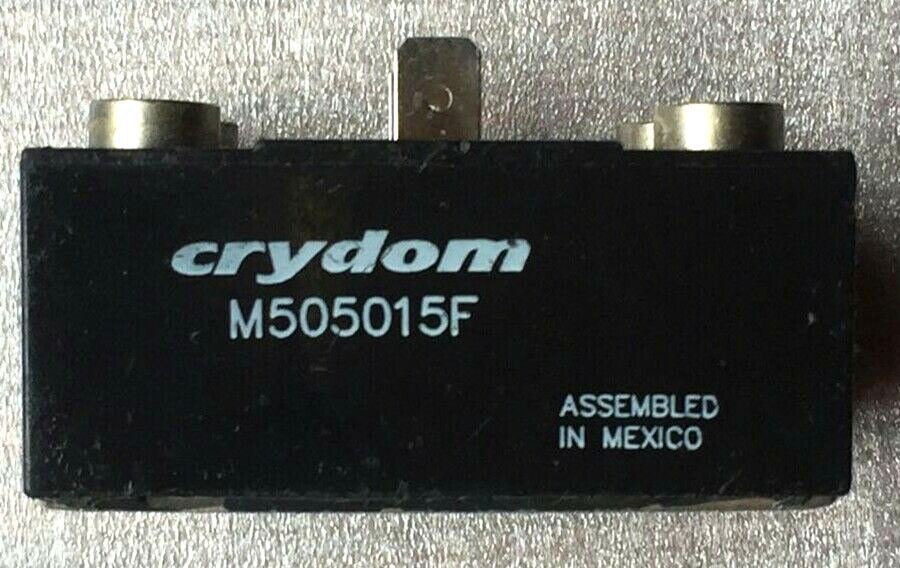 crydom
M505015F
ASSEMBLED
IN MEXICO